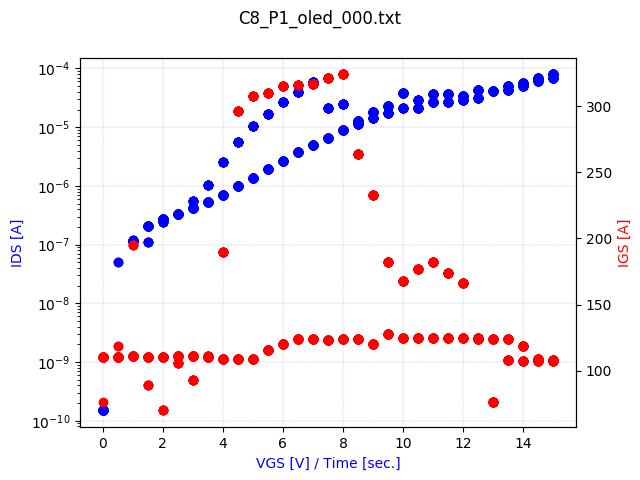 C8_P1_oled_000.txt
10⁻⁴
10⁻⁵
10⁻⁶
10⁻⁷
10⁻⁸
10⁻⁹
10⁻¹⁰
IDS [A]
300
250
200
150
100
IGS [A]
0 2 4 6 8 10 12 14
VGS [V] / Time [sec.]